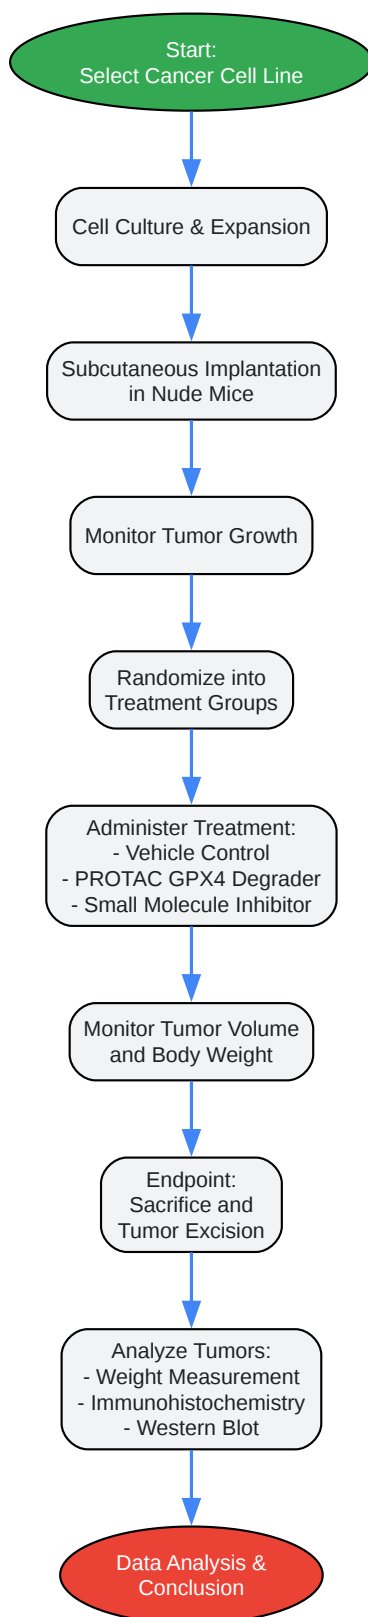 Start:
Select Cancer Cell Line
Cell Culture & Expansion
Subcutaneous Implantation
in Nude Mice
Monitor Tumor Growth
Randomize into
Treatment Groups
Administer Treatment:
- Vehicle Control
- PROTAC GPX4 Degrader
- Small Molecule Inhibitor
Monitor Tumor Volume
and Body Weight
Endpoint:
Sacrifice and
Tumor Excision
Analyze Tumors:
- Weight Measurement
- Immunohistochemistry
- Western Blot
Data Analysis &
Conclusion